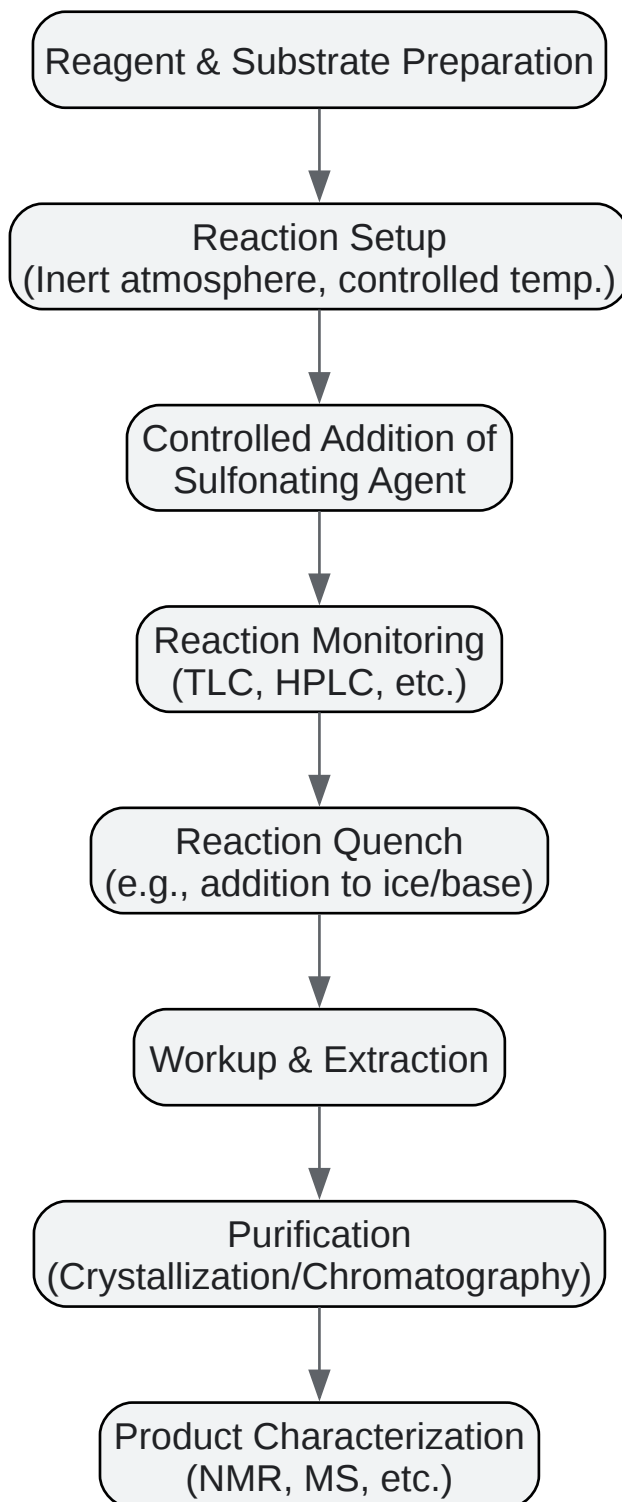 Reagent & Substrate Preparation
Reaction Setup
(Inert atmosphere, controlled temp.)
Controlled Addition of
Sulfonating Agent
Reaction Monitoring
(TLC, HPLC, etc.)
Reaction Quench
(e.g., addition to ice/base)
Workup & Extraction
Purification
(Crystallization/Chromatography)
Product Characterization
(NMR, MS, etc.)